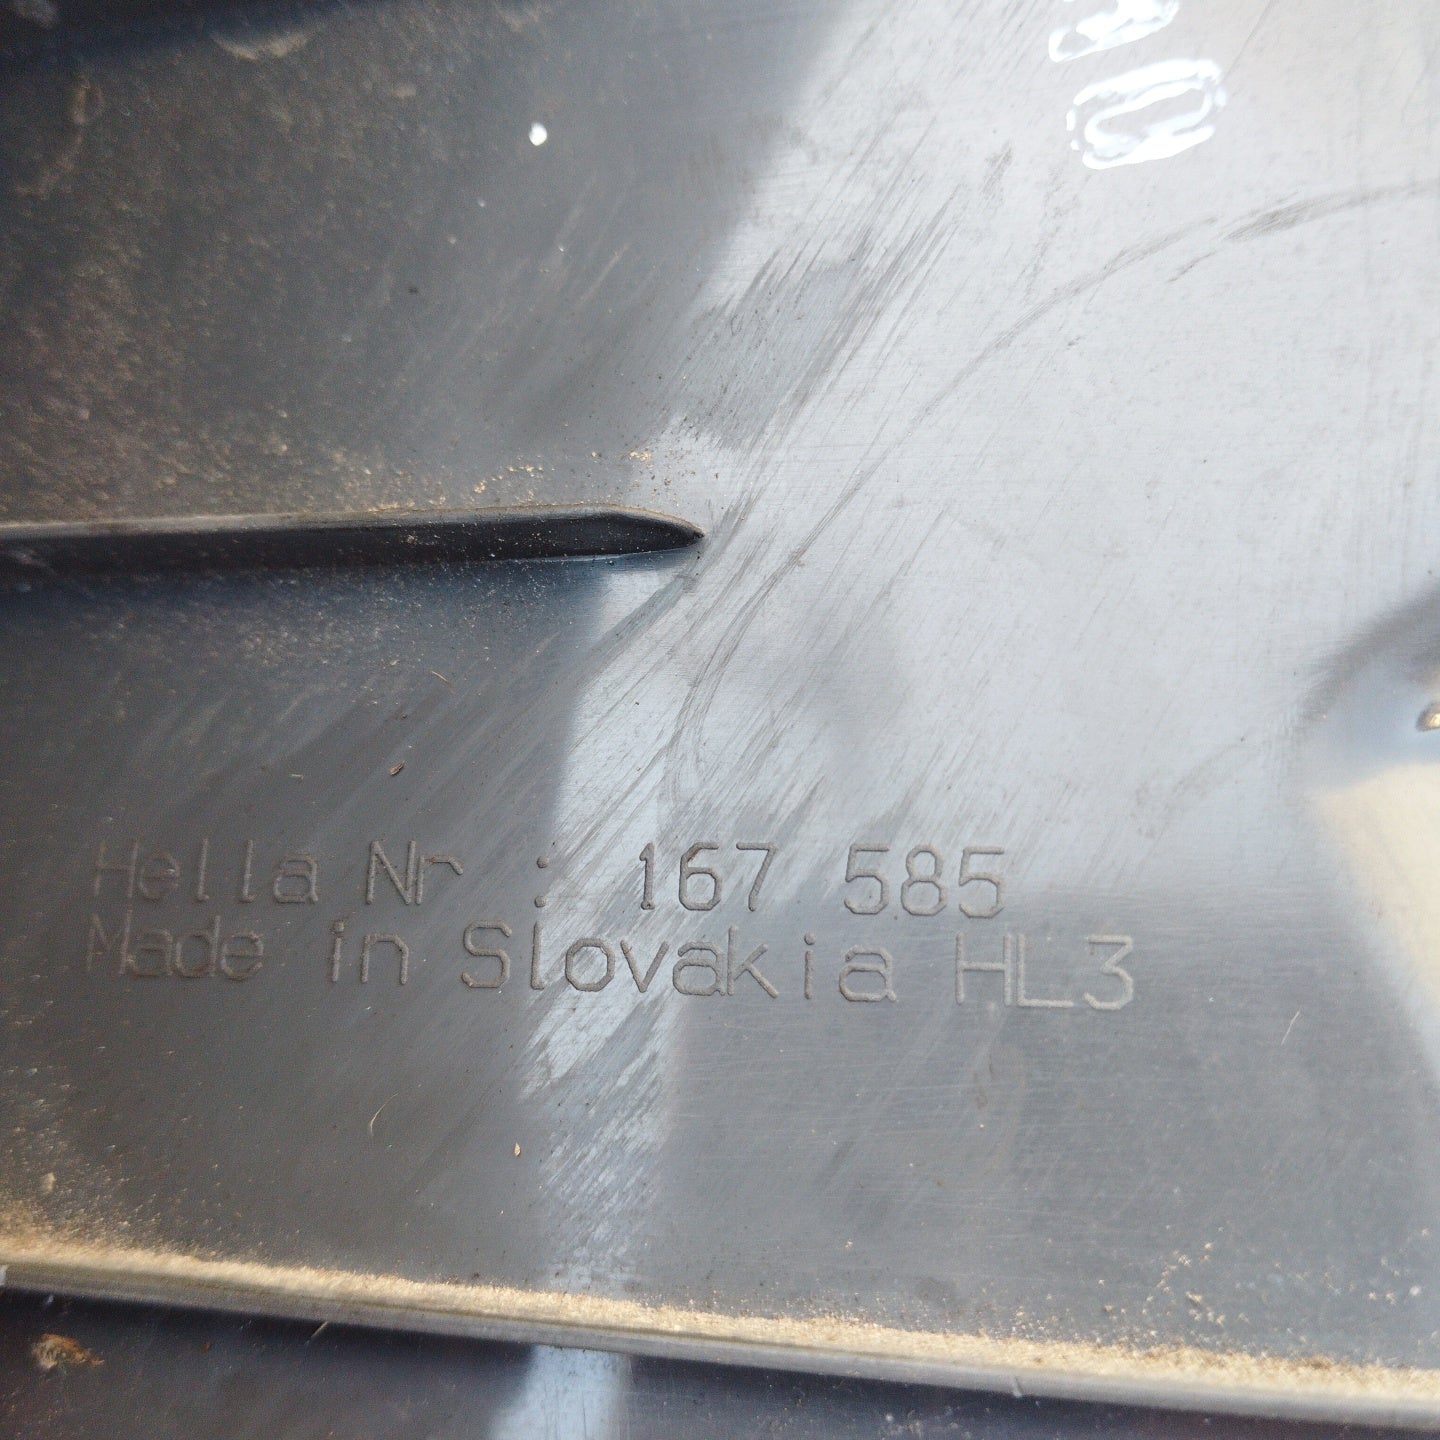 Hella Nr : 167 585
Made in Slovakia HL3